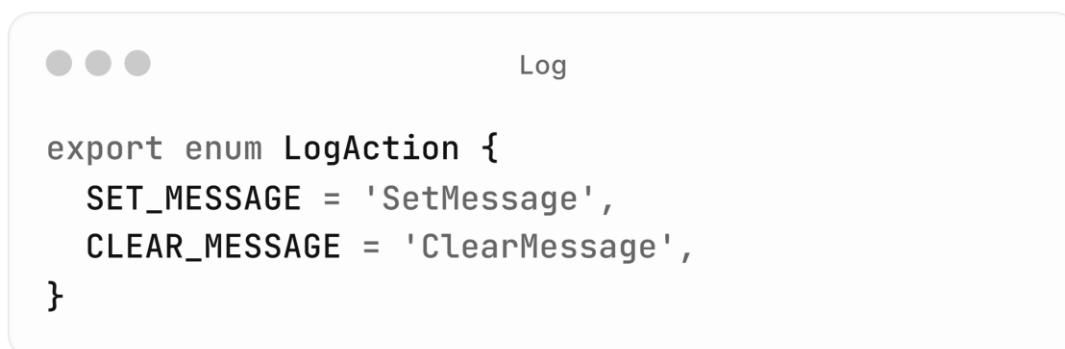 Log
export enum LogAction {
  SET_MESSAGE = 'SetMessage',
  CLEAR_MESSAGE = 'ClearMessage',
}